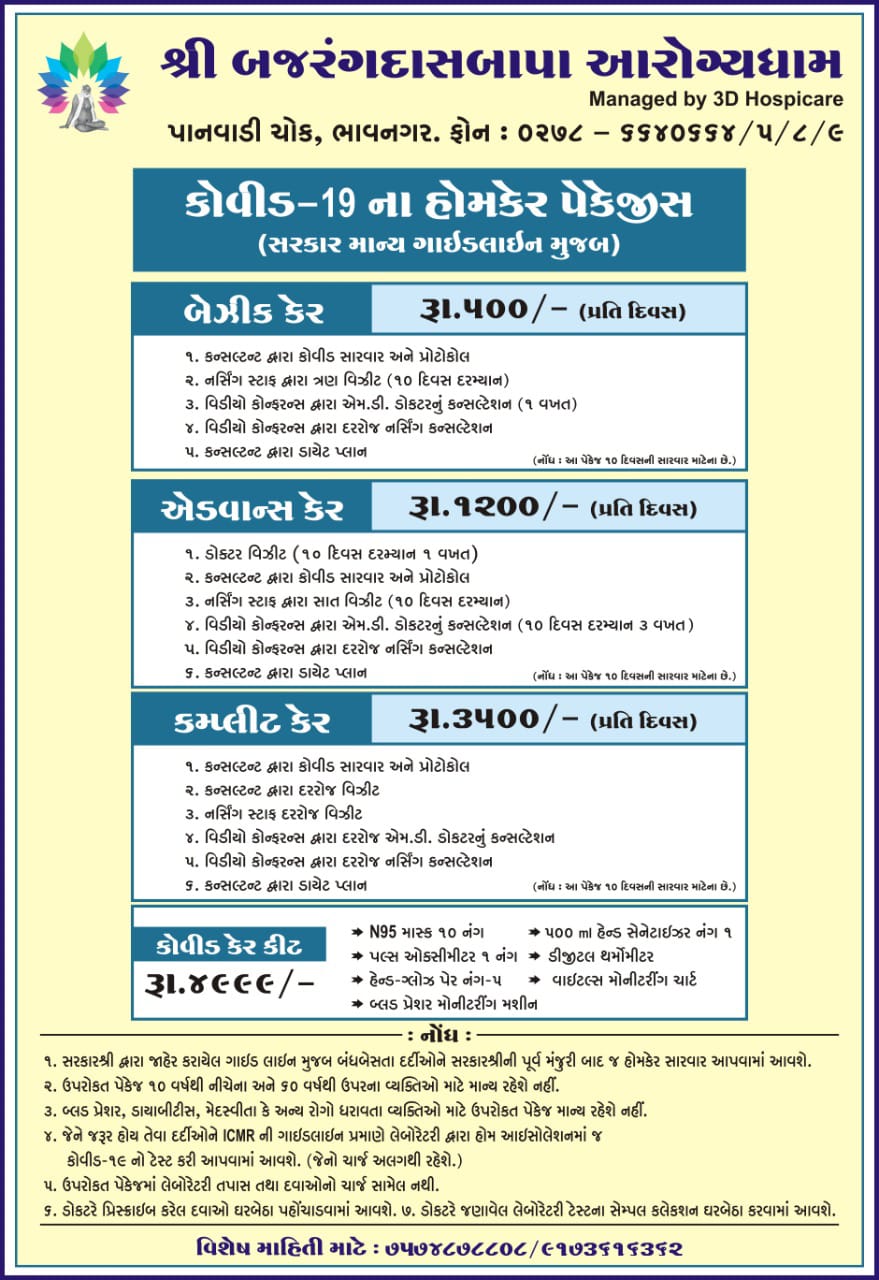 શ્રી બજરંગદાસબાપા આરોગ્યધામ
Managed by 3D Hospicare
પાનવાડી ચોક, ભાવનગર. ફોન : ૦૨૭૮ – ૬૬૪૦૬૬૪/૫/૮/૯
કોવીડ–19 ના હોમકેર પેકેજીસ
(સરકાર માન્ય ગાઇડલાઇન મુજબ)
બેઝીક કેર રૂા.૫૦૦/– (પ્રતિ દિવસ)
૧. કન્સલ્ટન્ટ દ્વારા કોવીડ સારવાર અને પ્રોટોકોલ
૨. નર્સિંગ સ્ટાફ દ્વારા ત્રણ વિઝીટ (૧૦ દિવસ દરમ્યાન)
૩. વિડીયો કોન્ફરન્સ દ્વારા એમ.ડી. ડોકટરનું કન્સલ્ટેશન (૧ વખત)
૪. વિડીયો કોન્ફરન્સ દ્વારા દરરોજ નર્સિંગ કન્સલ્ટેશન
૫. કન્સલ્ટન્ટ દ્વારા ડાયેટ પ્લાન
(નોંધ : આ પેકેજ ૧૦ દિવસની સારવાર માટેના છે.)
એડવાન્સ કેર રૂા.૧૨૦૦/– (પ્રતિ દિવસ)
૧. ડોક્ટર વિઝીટ (૧૦ દિવસ દરમ્યાન ૧ વખત)
૨. કન્સલ્ટન્ટ દ્વારા કોવીડ સારવાર અને પ્રોટોકોલ
૩. નર્સિંગ સ્ટાફ દ્વારા સાત વિઝીટ (૧૦ દિવસ દરમ્યાન)
૪. વિડીયો કોન્ફરન્સ દ્વારા એમ.ડી. ડોકટરનું કન્સલ્ટેશન (૧૦ દિવસ દરમ્યાન ૩ વખત)
૫. વિડીયો કોન્ફરન્સ દ્વારા દરરોજ નર્સિંગ કન્સલ્ટેશન
૬. કન્સલ્ટન્ટ દ્વારા ડાયેટ પ્લાન
(નોંધ : આ પેકેજ ૧૦ દિવસની સારવાર માટેના છે.)
કમ્પ્લીટ કેર રૂા.૩૫૦૦/– (પ્રતિ દિવસ)
૧. કન્સલ્ટન્ટ દ્વારા કોવીડ સારવાર અને પ્રોટોકોલ
૨. કન્સલ્ટન્ટ દ્વારા દરરોજ વિઝીટ
૩. નર્સિંગ સ્ટાફ દરરોજ વિઝીટ
૪. વિડીયો કોન્ફરન્સ દ્વારા દરરોજ એમ.ડી. ડોકટરનું કન્સલ્ટેશન
૫. વિડીયો કોન્ફરન્સ દ્વારા દરરોજ નર્સિંગ કન્સલ્ટેશન
૬. કન્સલ્ટન્ટ દ્વારા ડાયેટ પ્લાન
(નોંધ : આ પેકેજ ૧૦ દિવસની સારવાર માટેના છે.)
કોવીડ કેર કીટ
રૂા.૪૯૯૯/–
➔ N95 માસ્ક ૧૦ નંગ ➔ ૫૦૦ ml હેન્ડ સેનેટાઇઝર નંગ ૧
➔ પલ્સ ઓક્સીમીટર ૧ નંગ ➔ ડીજીટલ થર્મોમીટર
➔ હેન્ડ-ગ્લોઝ પેર નંગ-૫ ➔ વાઇટલ્સ મોનીટરીંગ ચાર્ટ
➔ બ્લડ પ્રેશર મોનીટરીંગ મશીન
: નોંધ :
૧. સરકારશ્રી દ્વારા જાહેર કરાયેલ ગાઇડ લાઇન મુજબ બંધબેસતા દર્દીઓને સરકારશ્રીની પૂર્વ મંજુરી બાદ જ હોમકેર સારવાર આપવામાં આવશે.
૨. ઉપરોકત પેકેજ ૧૦ વર્ષથી નીચેના અને ૬૦ વર્ષથી ઉપરના વ્યક્તિઓ માટે માન્ય રહેશે નહીં.
૩. બ્લડ પ્રેશર, ડાયાબીટીસ, મેદસ્વીતા કે અન્ય રોગો ધરાવતા વ્યક્તિઓ માટે ઉપરોકત પેકેજ માન્ય રહેશે નહીં.
૪. જેને જરૂર હોય તેવા દર્દીઓને ICMR ની ગાઇડલાઇન પ્રમાણે લેબોરેટરી દ્વારા હોમ આઇસોલેશનમાં જ
કોવીડ-૧૯ નો ટેસ્ટ કરી આપવામાં આવશે. (જેનો ચાર્જ અલગથી રહેશે.)
૫. ઉપરોકત પેકેજમાં લેબોરેટરી તપાસ તથા દવાઓનો ચાર્જ સામેલ નથી.
૬. ડોકટરે પ્રિસ્ક્રાઇબ કરેલ દવાઓ ઘરબેઠા પહોંચાડવામાં આવશે. ૭. ડોકટરે જણાવેલ લેબોરેટરી ટેસ્ટના સેમ્પલ કલેકશન ઘરબેઠા કરવામાં આવશે.
વિશેષ માહિતી માટે : ૭૫૭૪૮૭૮૮૦૮/૯૧૭૩૬૧૬૩૬૨